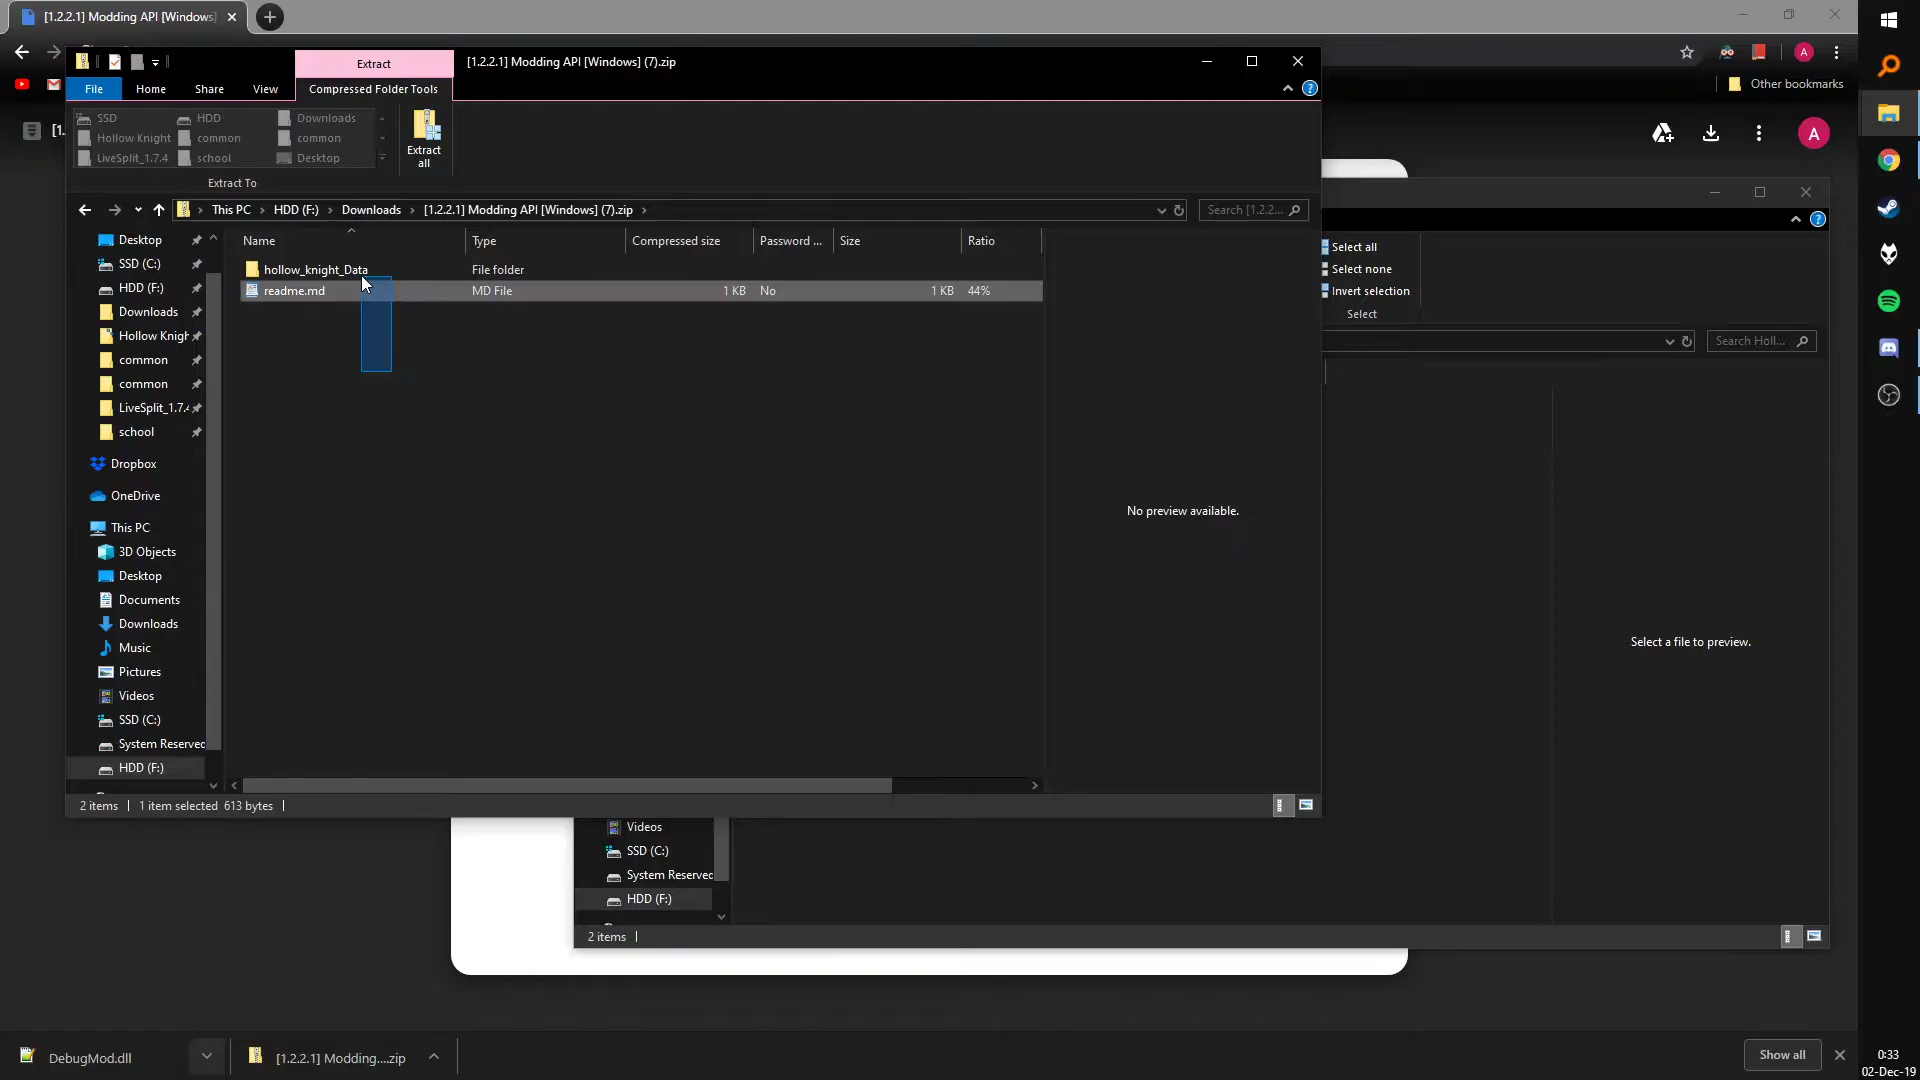 [1.2.2.1] Modding API [Windows]
Extract
[1.2.2.1] Modding API [Windows] (7).zip
File
Home
Share
View
Compressed Folder Tools
Other bookmarks
SSD
HDD
Downloads
Hollow Knight
common
common
LiveSplit_1.7.4
school
Desktop
Extract all
Extract To
[1.
A
This PC
HDD (F:)
Downloads
[1.2.2.1] Modding API [Windows] (7).zip
Search [1.2.2...
Name
Type
Compressed size
Password ...
Size
Ratio
hollow_knight_Data
File folder
readme.md
MD File
1 KB
No
1 KB
44%
Desktop
SSD (C:)
HDD (F:)
Downloads
Hollow Knigh
common
common
LiveSplit_1.7.4
school
Dropbox
OneDrive
This PC
3D Objects
Desktop
Documents
Downloads
Music
Pictures
Videos
SSD (C:)
System Reserved
HDD (F:)
No preview available.
2 items
1 item selected 613 bytes
Select all
Select none
Invert selection
Select
Search Holl...
Select a file to preview.
Videos
SSD (C:)
System Reserved
HDD (F:)
2 items
DebugMod.dll
[1.2.2.1] Modding....zip
Show all
0:33
02-Dec-19